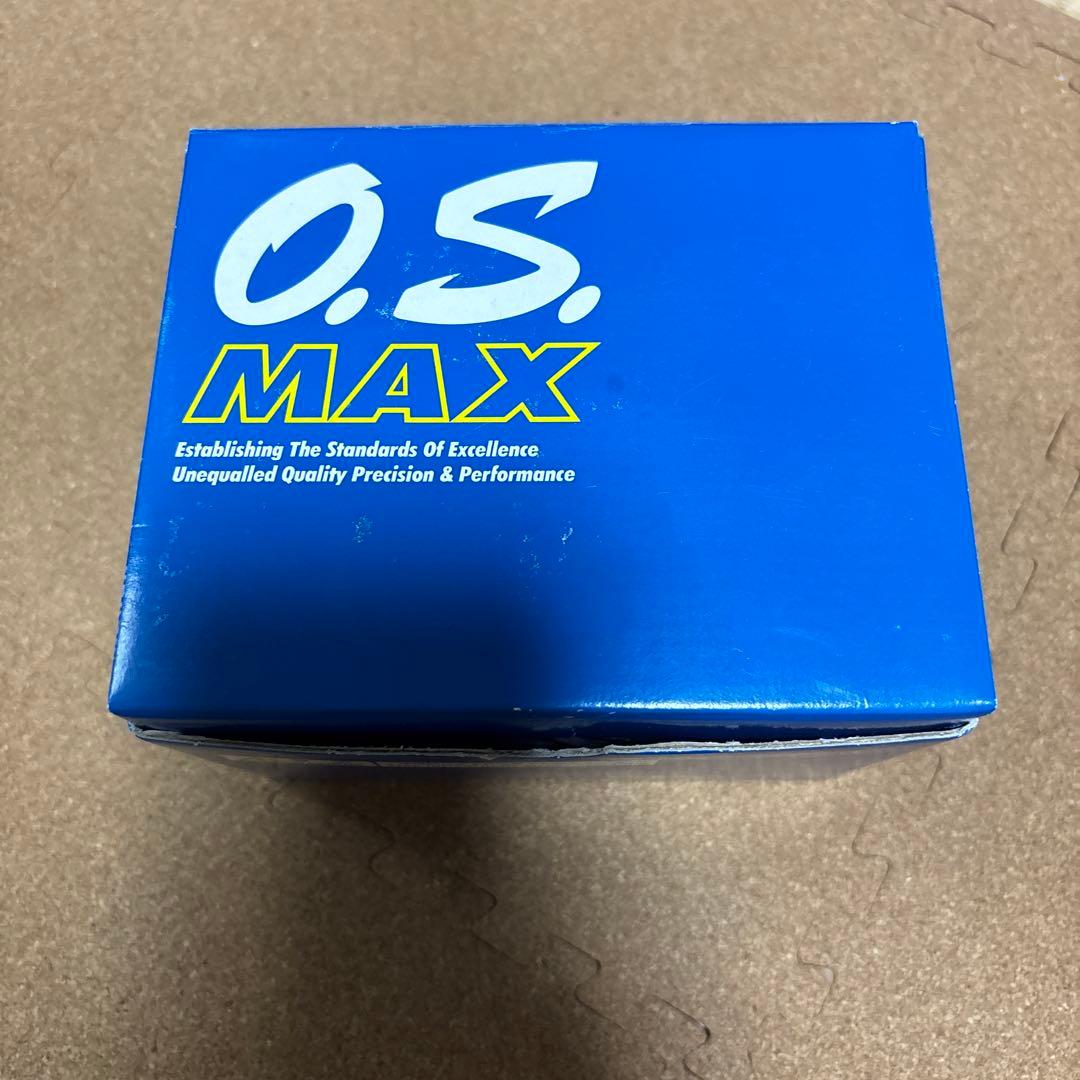 O.S.
MAX
Establishing The Standards Of Excellence
Unequalled Quality Precision & Performance